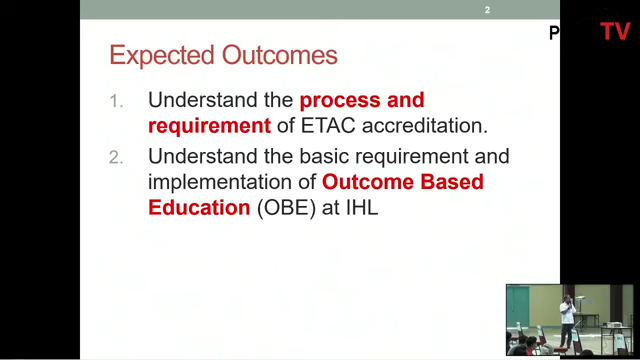 2
P
TV
Expected Outcomes
1. Understand the process and
requirement of ETAC accreditation.
2. Understand the basic requirement and
implementation of Outcome Based
Education (OBE) at IHL